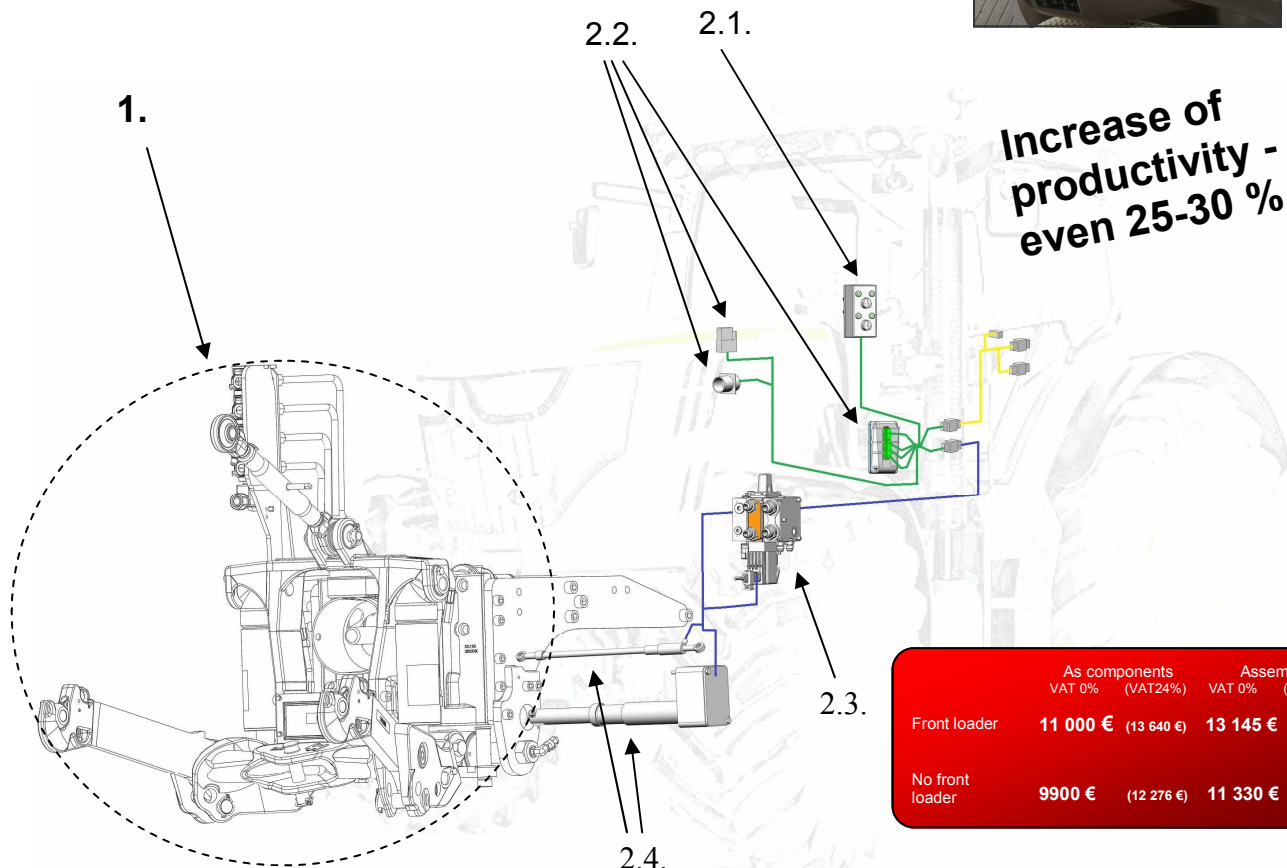 2.2.
2.1.
1.
Increase of
productivity -
even 25-30 %
2.3.
As components
VAT 0% (VAT24%) VAT 0%
Front loader 11 000 € (13 640 €) 13 145 €
No front
loader 9900 € (12 276 €) 11 330 €
2.4.